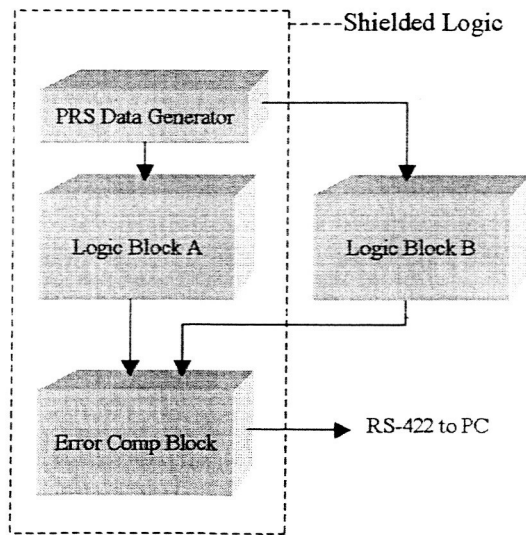 Shielded Logic
PRS Data Generator
Logic Block A
Logic Block B
Error Comp Block
RS-422 to PC